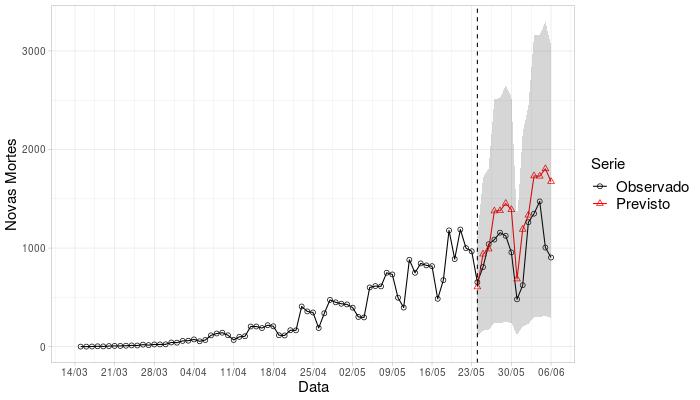 Novas Mortes
3000
2000
1000
0
14/03 21/03 28/03 04/04 11/04 18/04 25/04 02/05 09/05 16/05 23/05 30/05 06/06
Data
Serie
Observado
Previsto